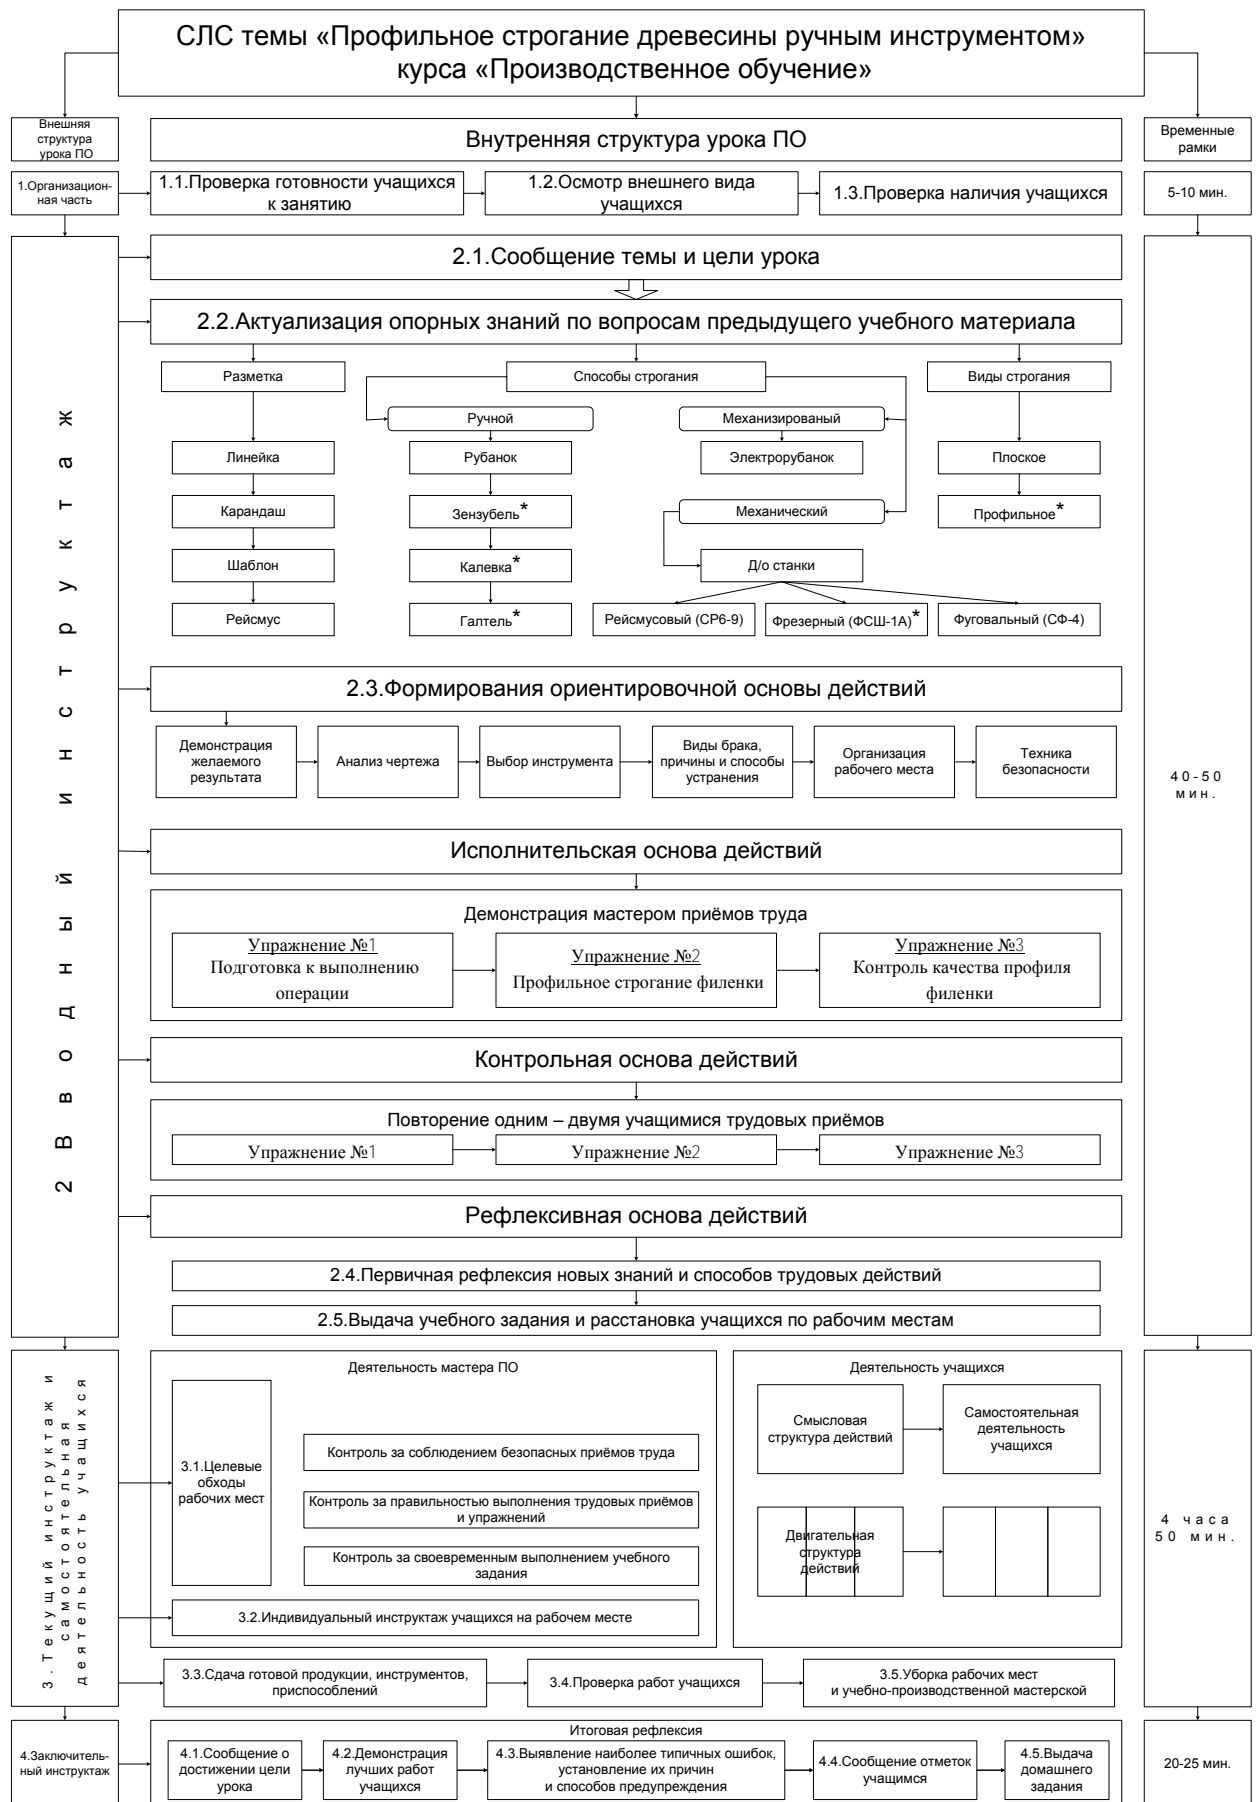 СЛС темы «Профильное строгание древесины ручным инструментом»
курса «Производственное обучение»
Внешняя
структура
урока ПО
Внутренняя структура урока ПО
Временные
рамки
1.Организацион-
ная часть
1.1.Проверка готовности учащихся
к занятию
1.2.Осмотр внешнего вида
учащихся
1.3.Проверка наличия учащихся
5-10 мин.
2 Вводный инструктаж
2.1.Сообщение темы и цели урока
2.2.Актуализация опорных знаний по вопросам предыдущего учебного материала
Разметка
Способы строгания
Виды строгания
Ручной
Механизированый
Линейка
Рубанок
Электрорубанок
Плоское
Карандаш
Зензубель*
Механический
Профильное*
Шаблон
Калевка*
Д/о станки
Рейсмус
Галтель*
Рейсмусовый (СР6-9)
Фрезерный (ФСШ-1А)*
Фуговальный (СФ-4)
2.3.Формирования ориентировочной основы действий
Демонстрация
желаемого
результата
Анализ чертежа
Выбор инструмента
Виды брака,
причины и способы
устранения
Организация
рабочего места
Техника
безопасности
40-50
мин.
Исполнительская основа действий
Демонстрация мастером приёмов труда
Упражнение №1
Подготовка к выполнению
операции
Упражнение №2
Профильное строгание филенки
Упражнение №3
Контроль качества профиля
филенки
Контрольная основа действий
Повторение одним – двумя учащимися трудовых приёмов
Упражнение №1
Упражнение №2
Упражнение №3
Рефлексивная основа действий
2.4.Первичная рефлексия новых знаний и способов трудовых действий
2.5.Выдача учебного задания и расстановка учащихся по рабочим местам
3.Текущий инструктаж и
самостоятельная
деятельность учащихся
Деятельность мастера ПО
3.1.Целевые
обходы
рабочих мест
Контроль за соблюдением безопасных приёмов труда
Контроль за правильностью выполнения трудовых приёмов
и упражнений
Контроль за своевременным выполнением учебного
задания
3.2.Индивидуальный инструктаж учащихся на рабочем месте
Деятельность учащихся
Смысловая
структура действий
Самостоятельная
деятельность
учащихся
Двигательная
структура
действий
4 часа
50 мин.
3.3.Сдача готовой продукции, инструментов,
приспособлений
3.4.Проверка работ учащихся
3.5.Уборка рабочих мест
и учебно-производственной мастерской
4.Заключитель-
ный инструктаж
Итоговая рефлексия
4.1.Сообщение о
достижении цели
урока
4.2.Демонстрация
лучших работ
учащихся
4.3.Выявление наиболее типичных ошибок,
установление их причин
и способов предупреждения
4.4.Сообщение отметок
учащимся
4.5.Выдача
домашнего
задания
20-25 мин.